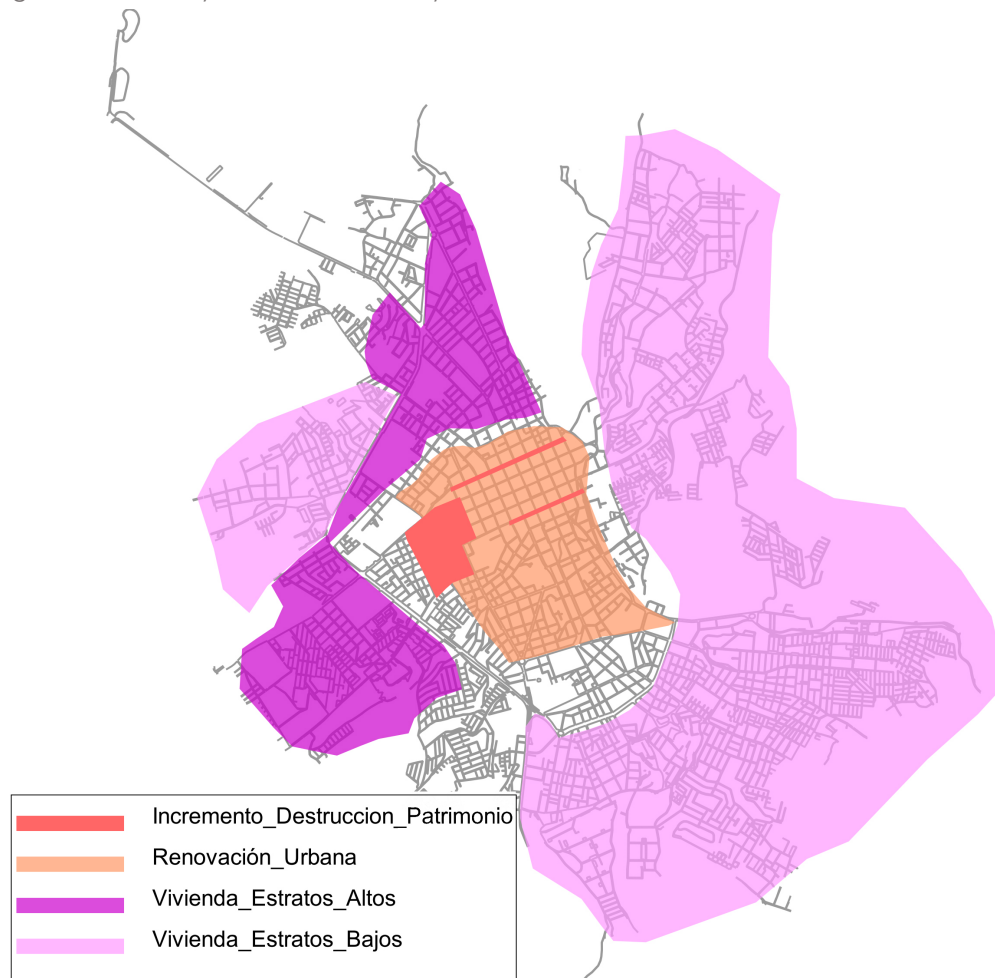 Incremento_Destruccion_Patrimonio
Renovación_Urbana
Vivienda_Estratos_Altos
Vivienda_Estratos_Bajos